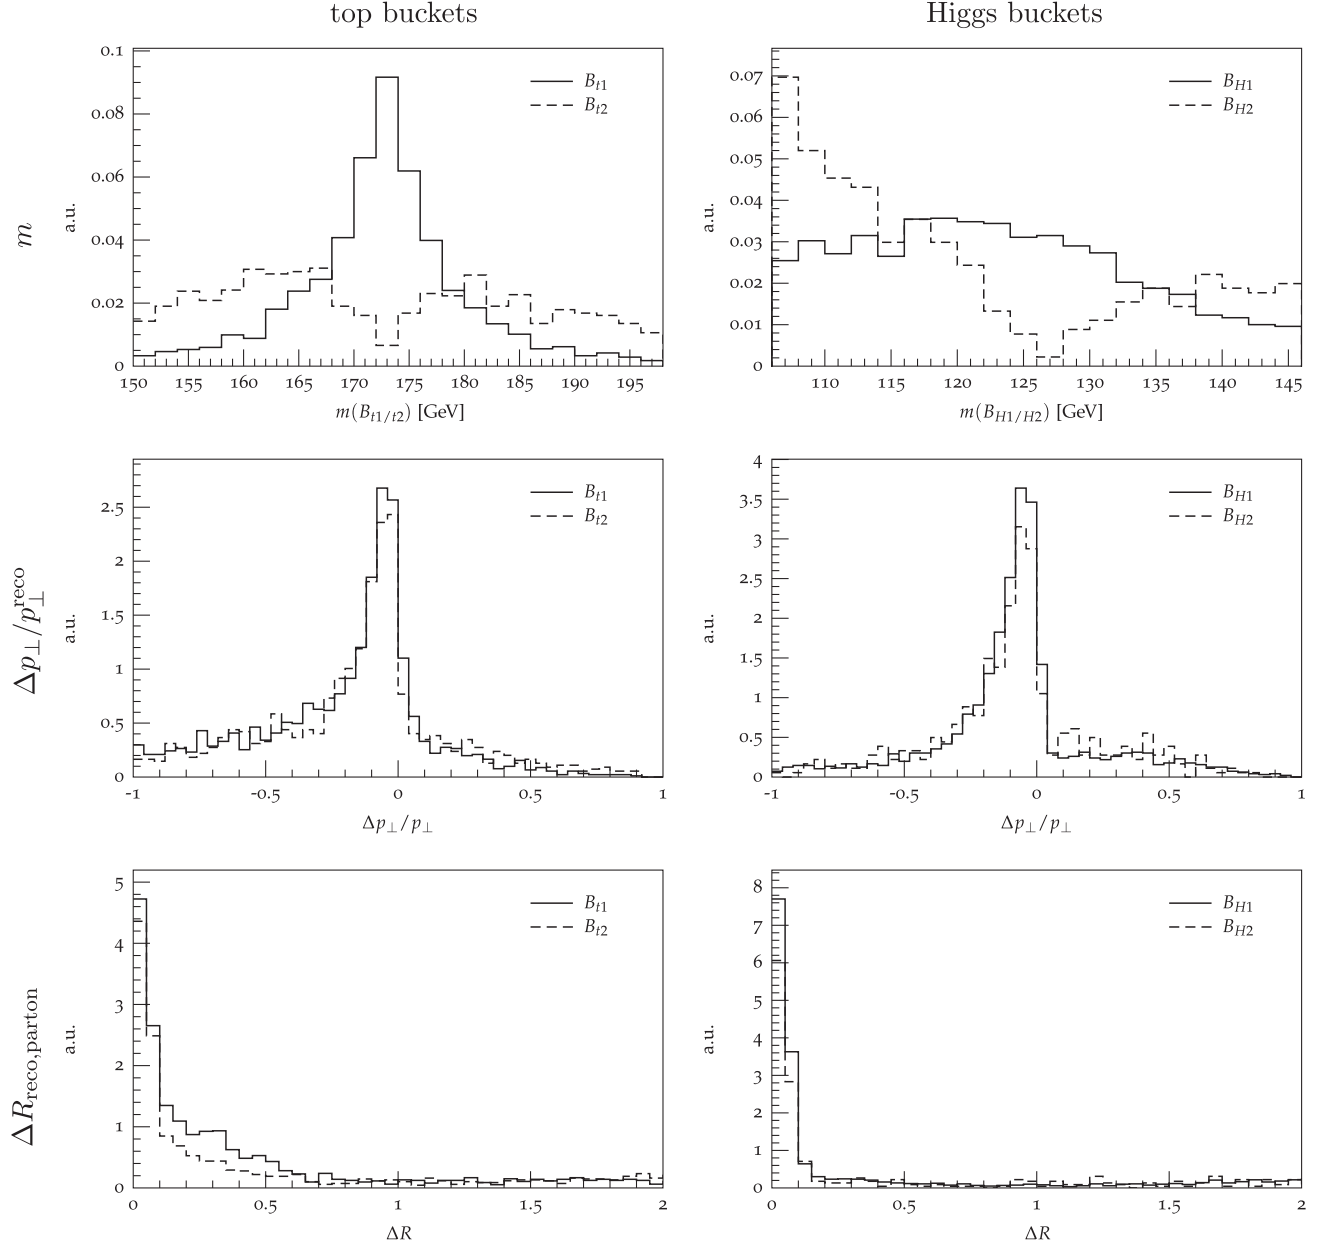 top buckets
Higgs buckets
m
a.u.
0.1
0.08
0.06
0.04
0.02
0
B_{t1}
B_{t2}
150 155 160 165 170 175 180 185 190 195
m(B_{t1/t2}) [GeV]
a.u.
0.07
0.06
0.05
0.04
0.03
0.02
0.01
0
B_{H1}
B_{H2}
110 115 120 125 130 135 140 145
m(B_{H1/H2}) [GeV]
Δp_⊥/p_⊥^{reco}
a.u.
2.5
2
1.5
1
0.5
0
B_{t1}
B_{t2}
-1 -0.5 0 0.5 1
Δp_⊥/p_⊥
a.u.
4
3.5
3
2.5
2
1.5
1
0.5
0
B_{H1}
B_{H2}
-1 -0.5 0 0.5 1
Δp_⊥/p_⊥
ΔR_{reco,parton}
a.u.
5
4
3
2
1
0
B_{t1}
B_{t2}
0 0.5 1 1.5 2
ΔR
a.u.
8
7
6
5
4
3
2
1
0
B_{H1}
B_{H2}
0 0.5 1 1.5 2
ΔR